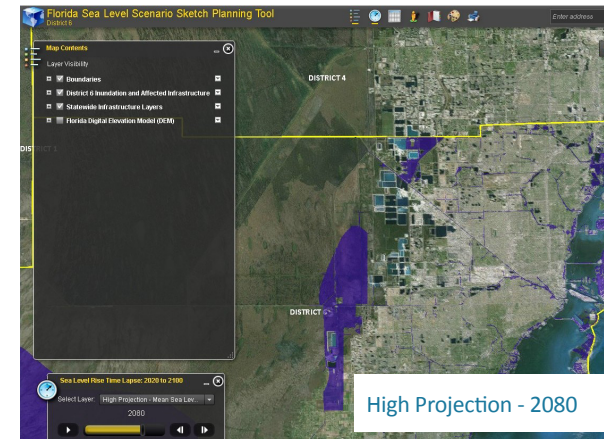 Florida Sea Level Scenario Sketch Planning Tool
District 6
Enter address
Map Contents
Layer Visibility
Boundaries
District 6 Inundation and Affected Infrastructure
Statewide Infrastructure Layers
Florida Digital Elevation Model (DEM)
DISTRICT 4
DISTRICT
Sea Level Rise Time Lapse: 2020 to 2100
Select Layer: High Projection - Mean Sea Lev...
2080
High Projection - 2080